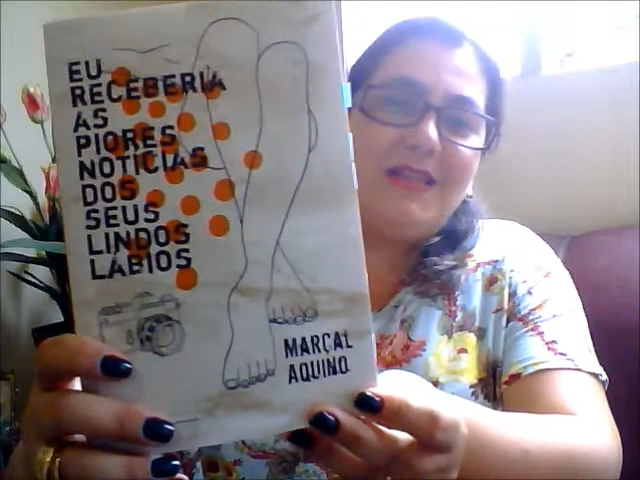 EU
RECEBERIA
AS
PIORES
NOTÍCIAS
DOS
SEUS
LINDOS
LÁBIOS
MARÇAL
AQUINO